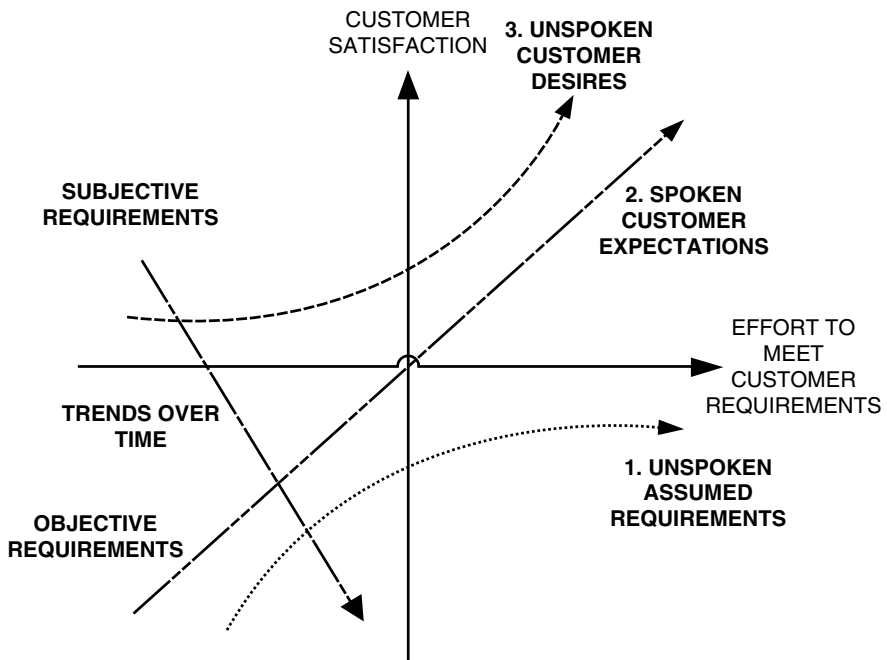 CUSTOMER
SATISFACTION
3. UNSPOKEN
CUSTOMER
DESIRES
SUBJECTIVE
REQUIREMENTS
2. SPOKEN
CUSTOMER
EXPECTATIONS
EFFORT TO
MEET
CUSTOMER
REQUIREMENTS
TRENDS OVER
TIME
1. UNSPOKEN
ASSUMED
REQUIREMENTS
OBJECTIVE
REQUIREMENTS